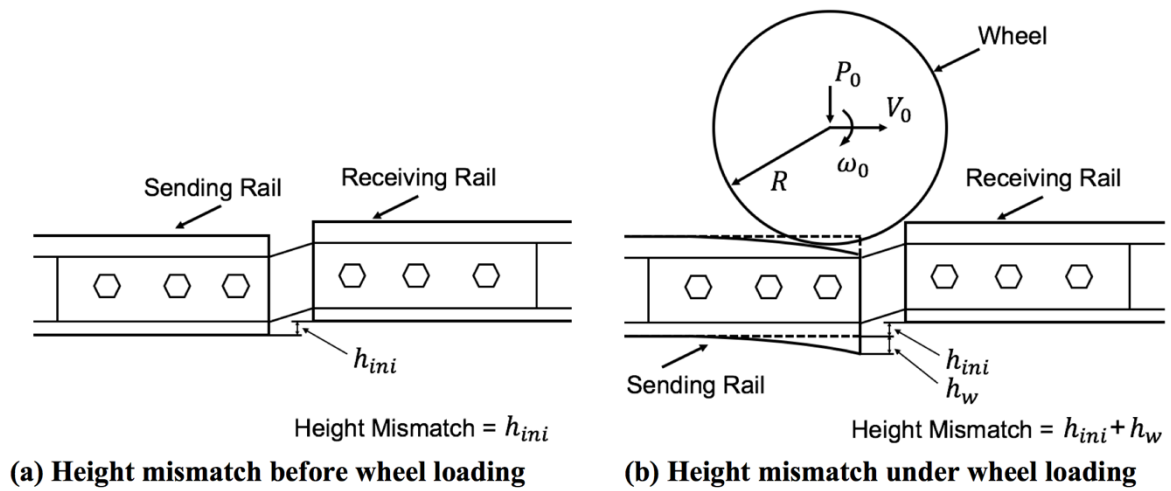 Sending Rail
Receiving Rail
h_ini
Height Mismatch = h_ini
(a) Height mismatch before wheel loading
Wheel
P_0
V_0
ω_0
R
Receiving Rail
Sending Rail
h_ini
h_w
Height Mismatch = h_ini + h_w
(b) Height mismatch under wheel loading